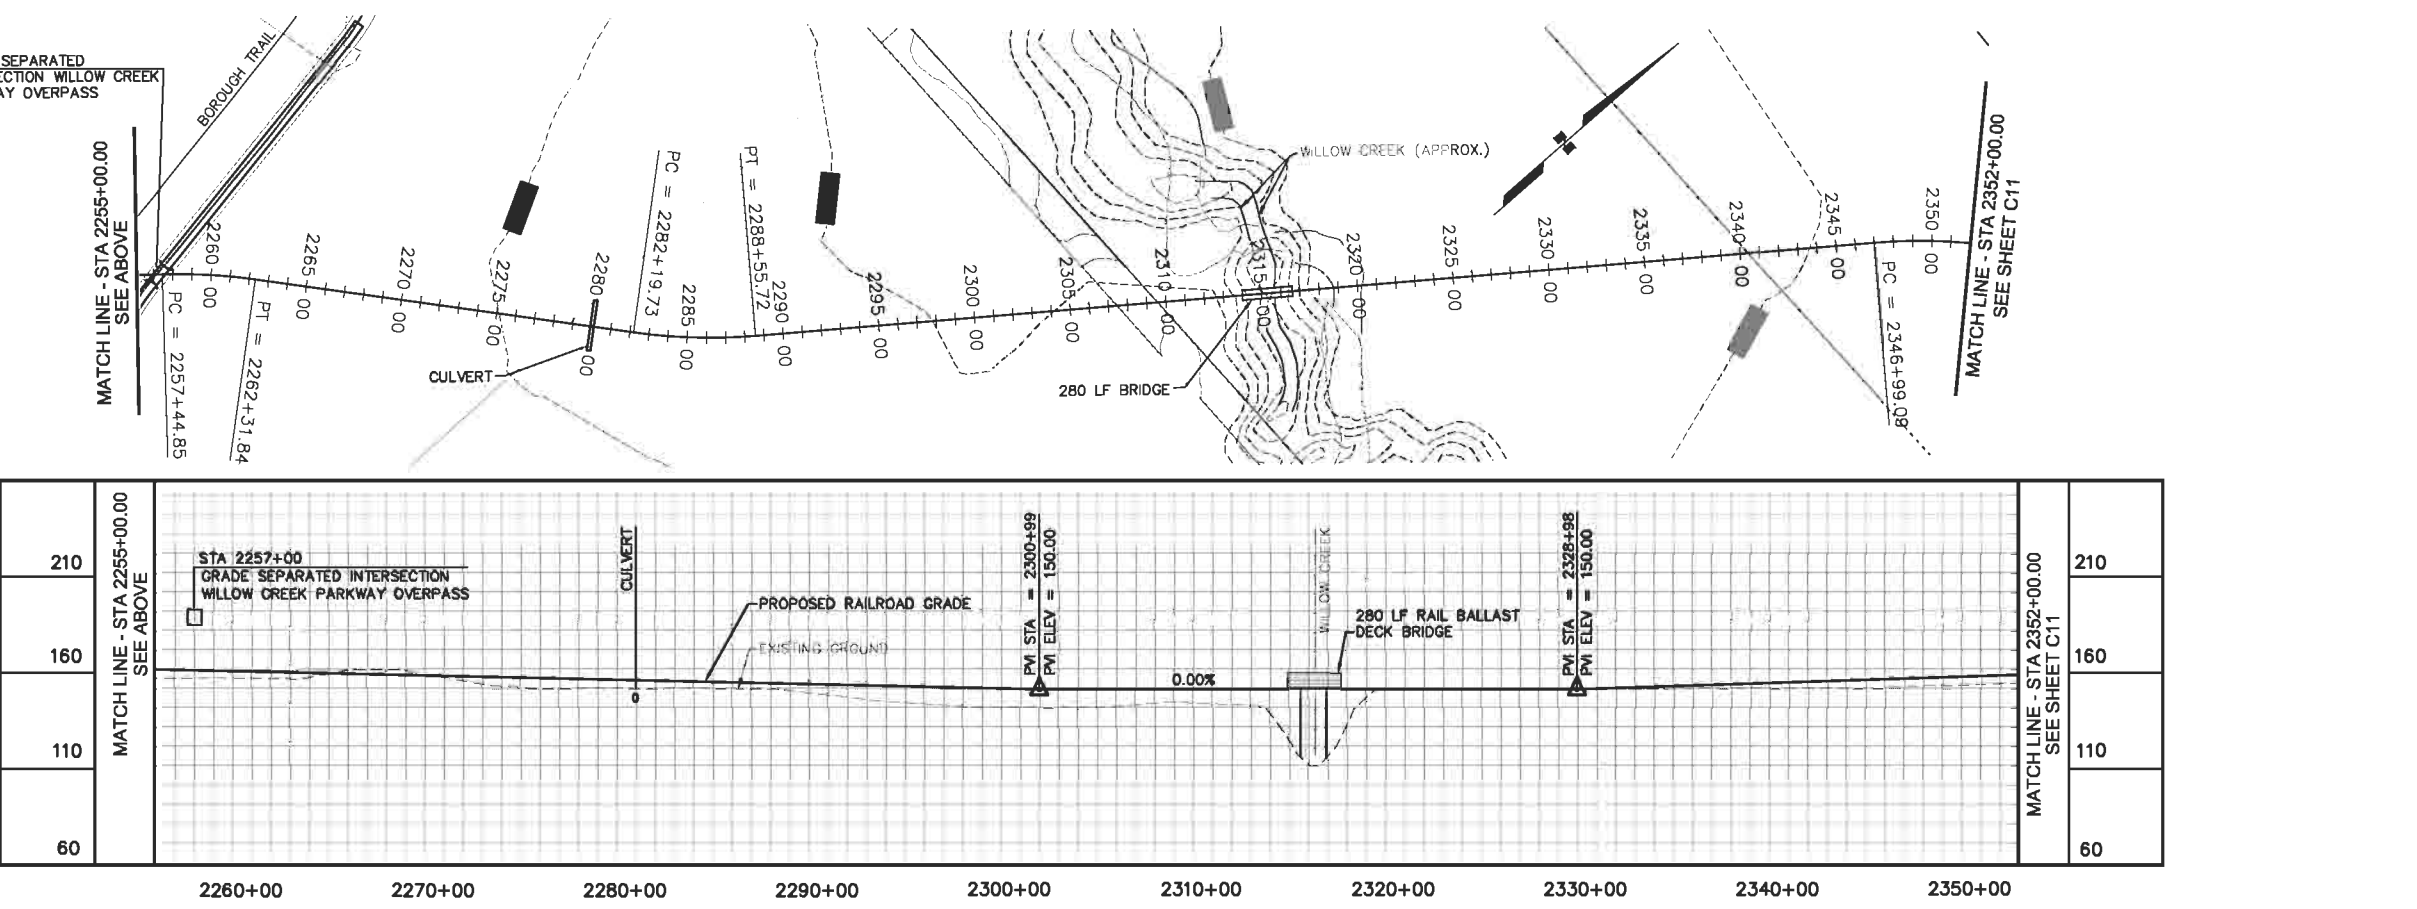 SEPARATED
ECTION WILLOW CREEK
AY OVERPASS
BOROUGH TRAIL
MATCH LINE - STA 2255+00.00
SEE ABOVE
PC = 2257+44.85
PT = 2262+31.84
2260+00
2265+00
2270+00
2275+00
2280+00
CULVERT
PC = 2282+19.73
2285+00
PT = 2288+55.72
2290+00
2295+00
2300+00
2305+00
2310+00
2315+00
280 LF BRIDGE
WILLOW CREEK (APPROX.)
2320+00
2325+00
2330+00
2335+00
2340+00
2345+00
PC = 2346+99.09
2350+00
MATCH LINE - STA 2352+00.00
SEE SHEET C11
210
160
110
60
MATCH LINE - STA 2255+00.00
SEE ABOVE
STA 2257+00
GRADE SEPARATED INTERSECTION
WILLOW CREEK PARKWAY OVERPASS
CULVERT
0
PROPOSED RAILROAD GRADE
EXISTING GROUND
PVI STA = 2300+99
PVI ELEV = 150.00
0.00%
WILLOW CREEK
280 LF RAIL BALLAST
DECK BRIDGE
PVI STA = 2328+98
PVI ELEV = 150.00
MATCH LINE - STA 2352+00.00
SEE SHEET C11
210
160
110
60
2260+00 2270+00 2280+00 2290+00 2300+00 2310+00 2320+00 2330+00 2340+00 2350+00